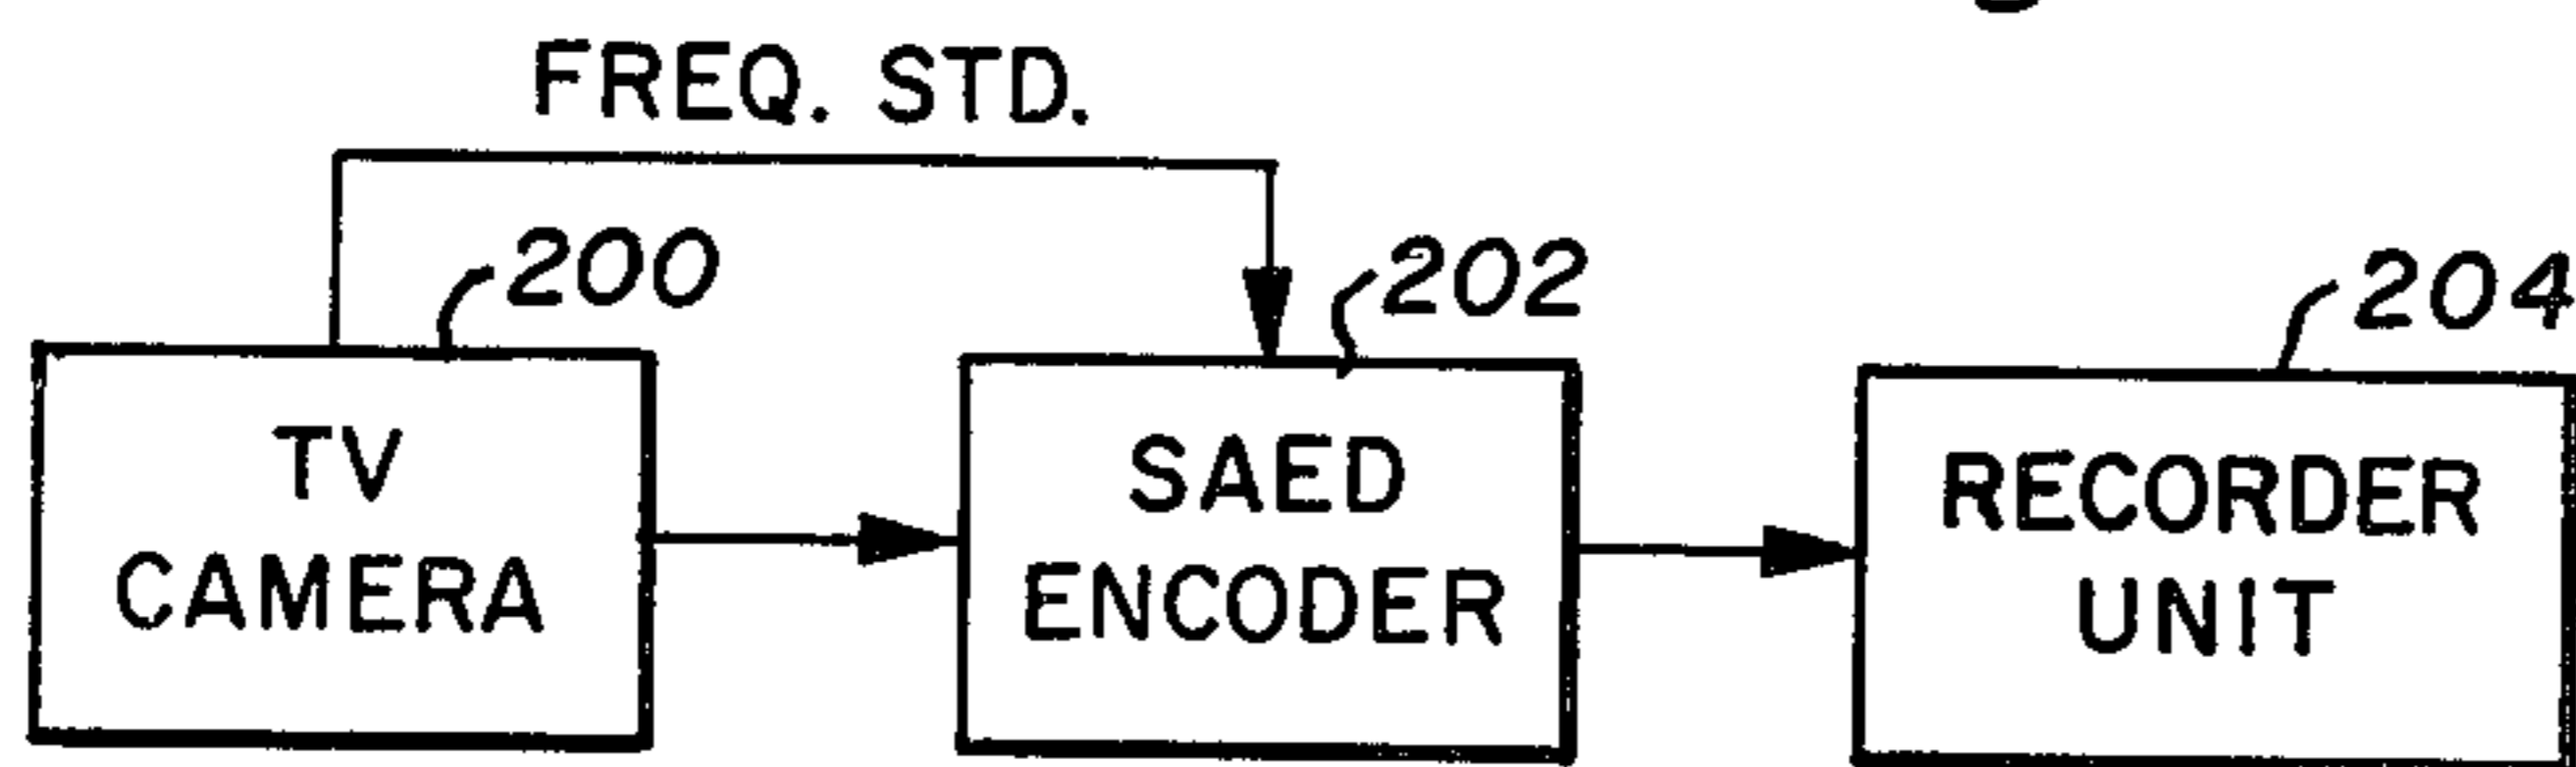 FREQ. STD.
200
202
204
TV
CAMERA
SAED
ENCODER
RECORDER
UNIT